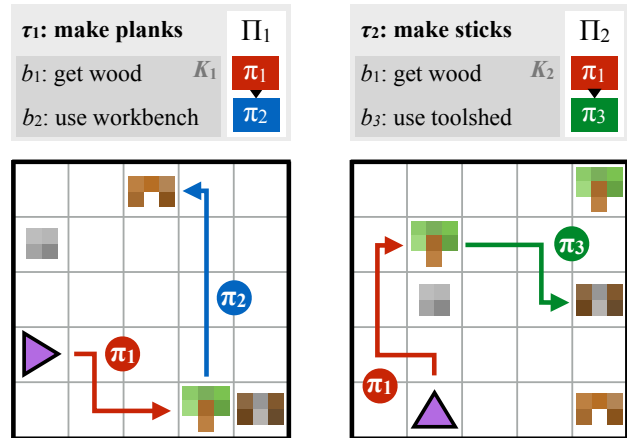 τ₁: make planks Π₁
b₁: get wood K₁ π₁
b₂: use workbench π₂
τ₂: make sticks Π₂
b₁: get wood K₂ π₁
b₃: use toolshed π₃
π₁
π₂
π₃
π₁